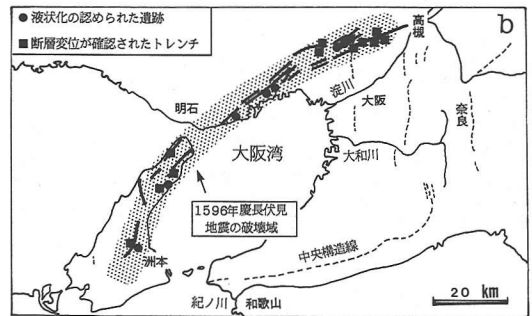 ● 液状化の認められた遺跡
■ 断層変位が確認されたトレンチ
b
高槻
淀川
大阪
奈良
明石
大阪湾
大和川
1596年慶長伏見
地震の破壊域
洲本
中央構造線
紀ノ川
和歌山
20 km